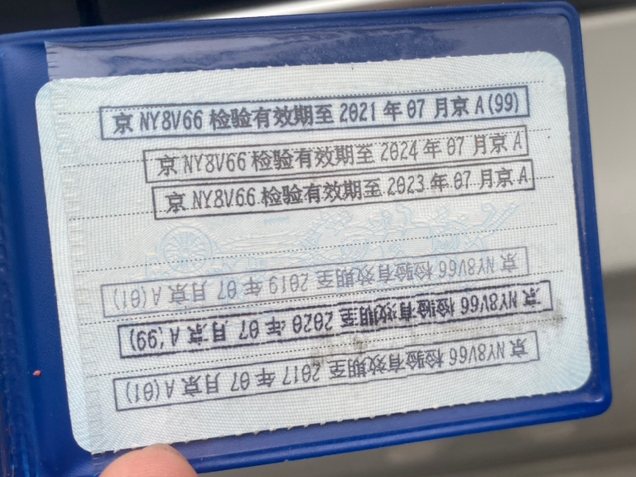 京 NY8V66 检验有效期至 2021 年 07 月京 A(99)
京 NY8V66 检验有效期至 2024 年 07 月京 A
京 NY8V66 检验有效期至 2023 年 07 月京 A
京 NY8V66 检验有效期至 2019 年 07 月京 A(01)
京 NY8V66 检验有效期至 2020 年 07 月京 A(99)
京 NY8V66 检验有效期至 2017 年 07 月京 A(01)